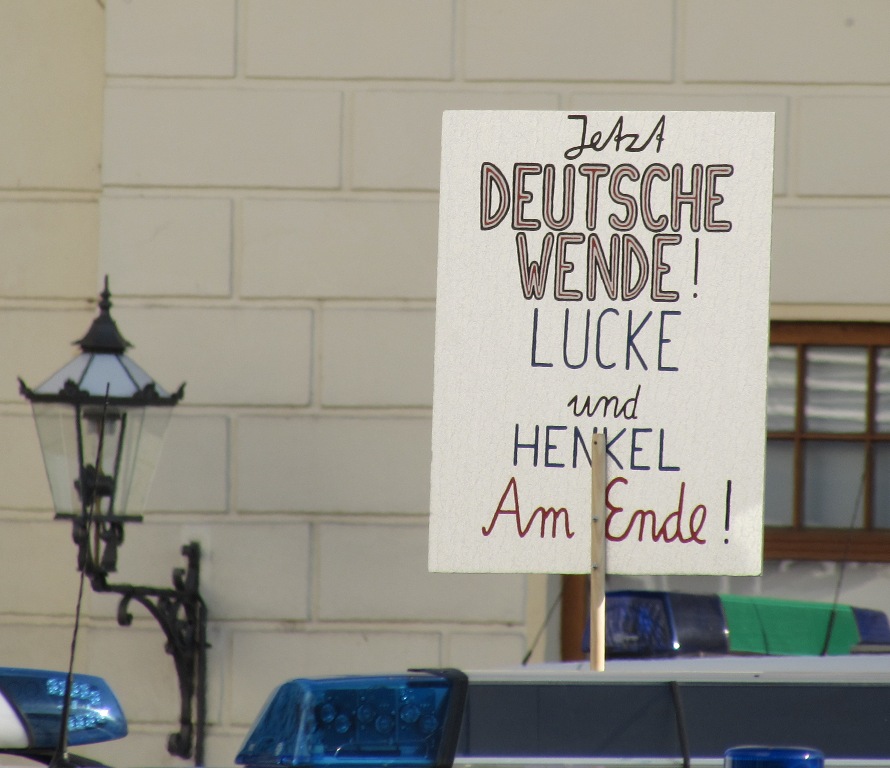 Jetzt
DEUTSCHE
WENDE!
LUCKE
und
HENKEL
Am Ende!